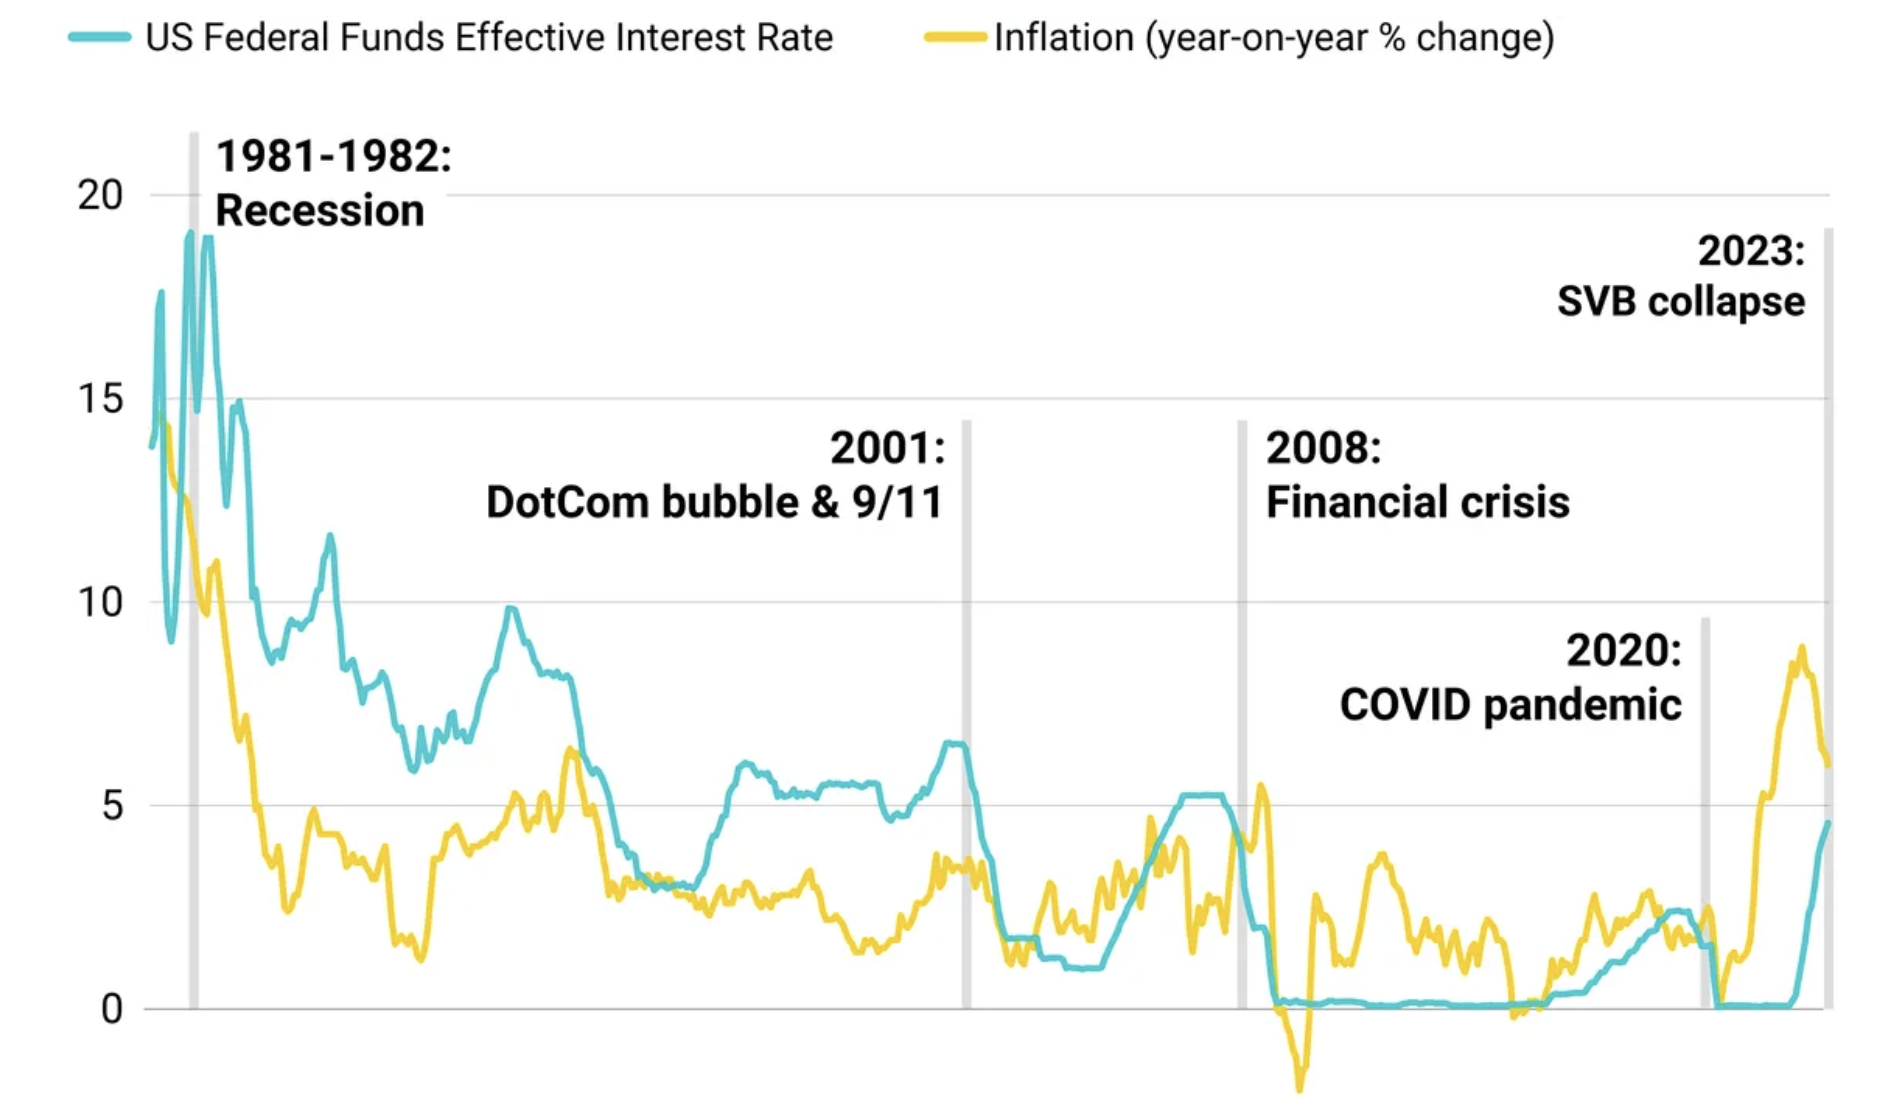 US Federal Funds Effective Interest Rate
Inflation (year-on-year % change)
1981-1982:
Recession
20
2023:
SVB collapse
15
2001:
DotCom bubble & 9/11
2008:
Financial crisis
10
2020:
COVID pandemic
5
0